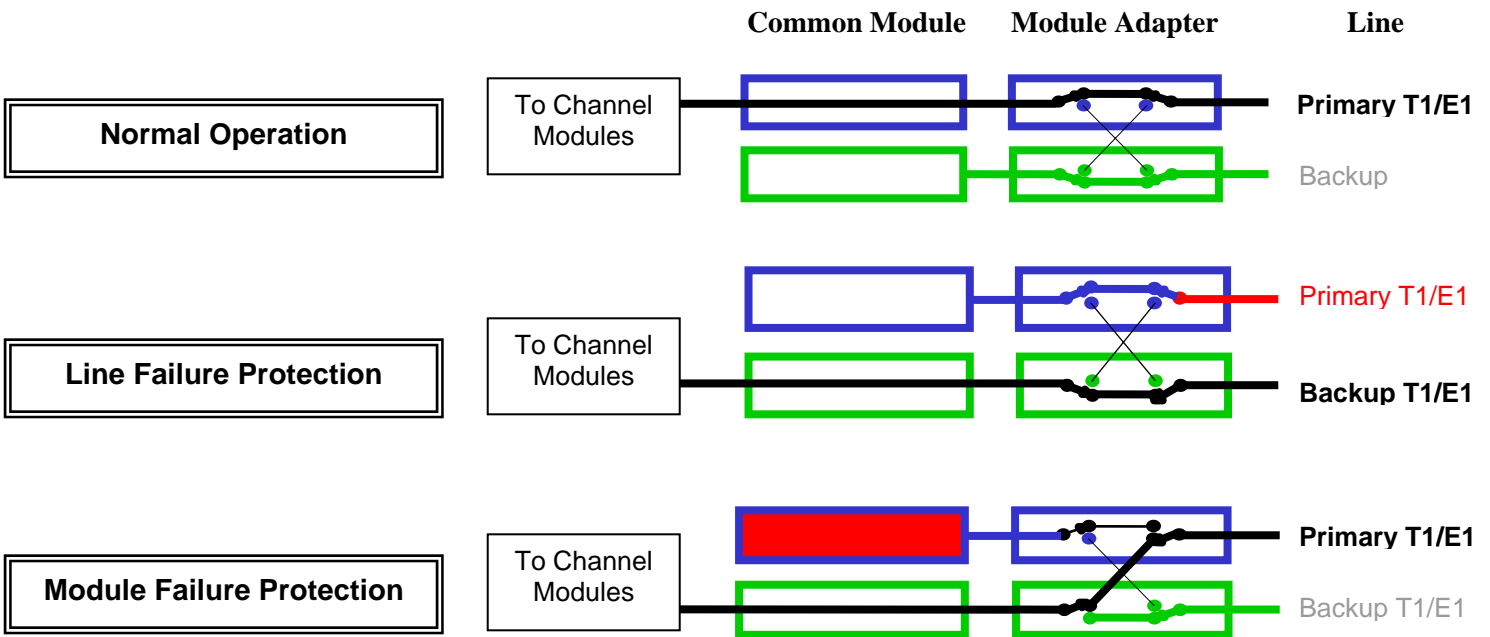 Common Module Module Adapter Line
Normal Operation
To Channel
Modules
Primary T1/E1
Backup
Line Failure Protection
To Channel
Modules
Primary T1/E1
Backup T1/E1
Module Failure Protection
To Channel
Modules
Primary T1/E1
Backup T1/E1